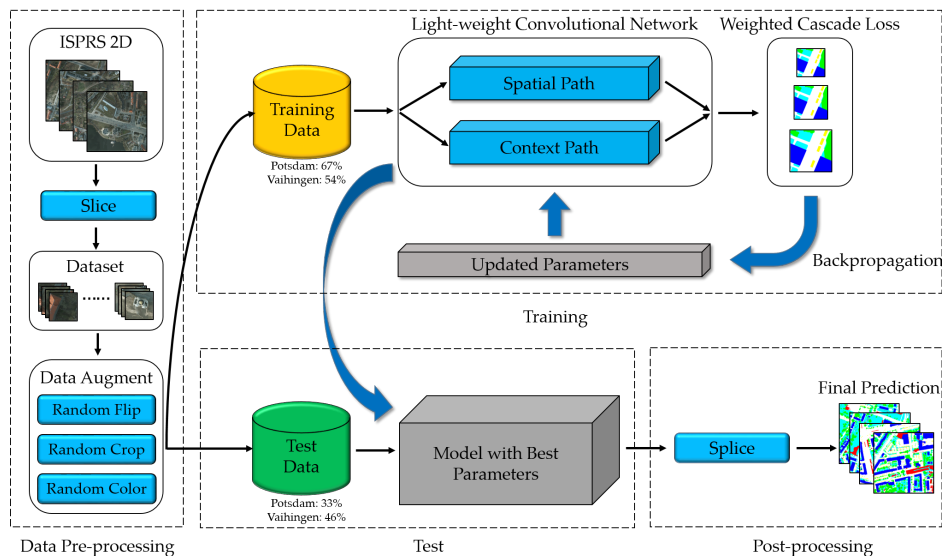 ISPRS 2D
Slice
Dataset
......
Data Augment
Random Flip
Random Crop
Random Color
Data Pre-processing
Light-weight Convolutional Network
Weighted Cascade Loss
Training
Data
Potsdam: 67%
Vaihingen: 54%
Spatial Path
Context Path
Updated Parameters
Backpropagation
Training
Test
Data
Potsdam: 33%
Vaihingen: 46%
Model with Best
Parameters
Test
Splice
Final Prediction
Post-processing